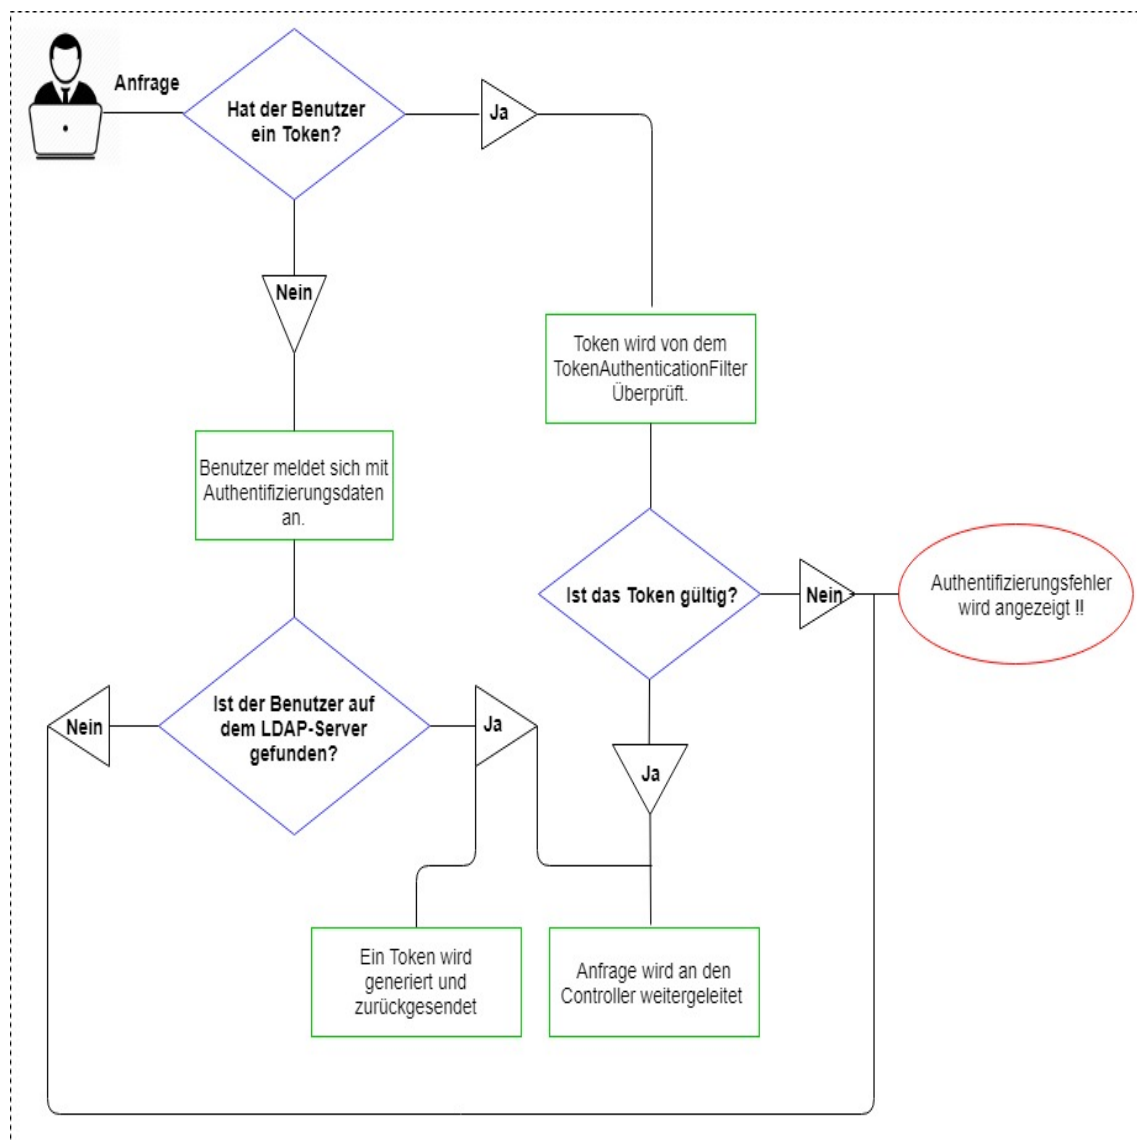 Anfrage
Hat der Benutzer
ein Token?
Ja
Nein
Token wird von dem
TokenAuthenticationFilter
Überprüft.
Benutzer meldet sich mit
Authentifizierungsdaten
an.
Ist das Token gültig?
Nein
Authentifizierungsfehler
wird angezeigt !!
Nein
Ist der Benutzer auf
dem LDAP-Server
gefunden?
Ja
Ja
Ein Token wird
generiert und
zurückgesendet
Anfrage wird an den
Controller weitergeleitet